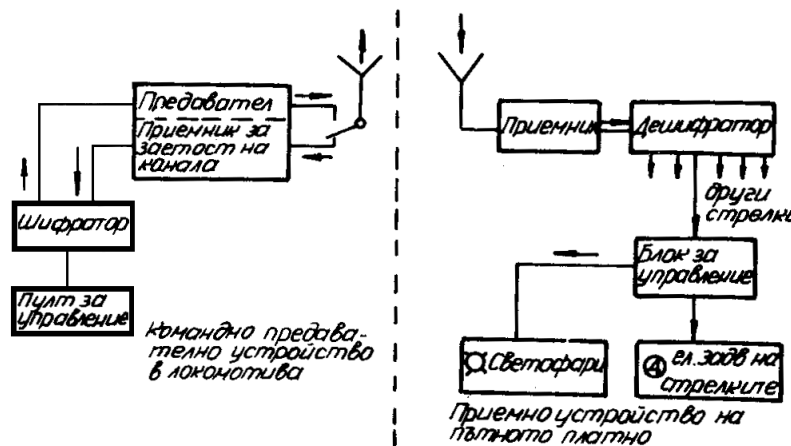 Предавател
Приемник за
заетост на
канала
Шифратор
Пулт за
управление
Командно предава-
телно устройство
в локомотива
Приемник
Дешифратор
други
стрелки
Блок за
управление
Светофари
ел. задв на
стрелките
Приемно устройство на
пътното платно